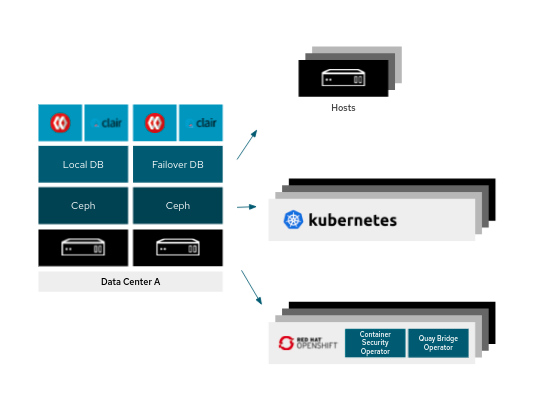 Hosts
clair
clair
Local DB
Failover DB
Ceph
Ceph
Data Center A
kubernetes
RED HAT
OPENSHIFT
Container
Security
Operator
Quay Bridge
Operator